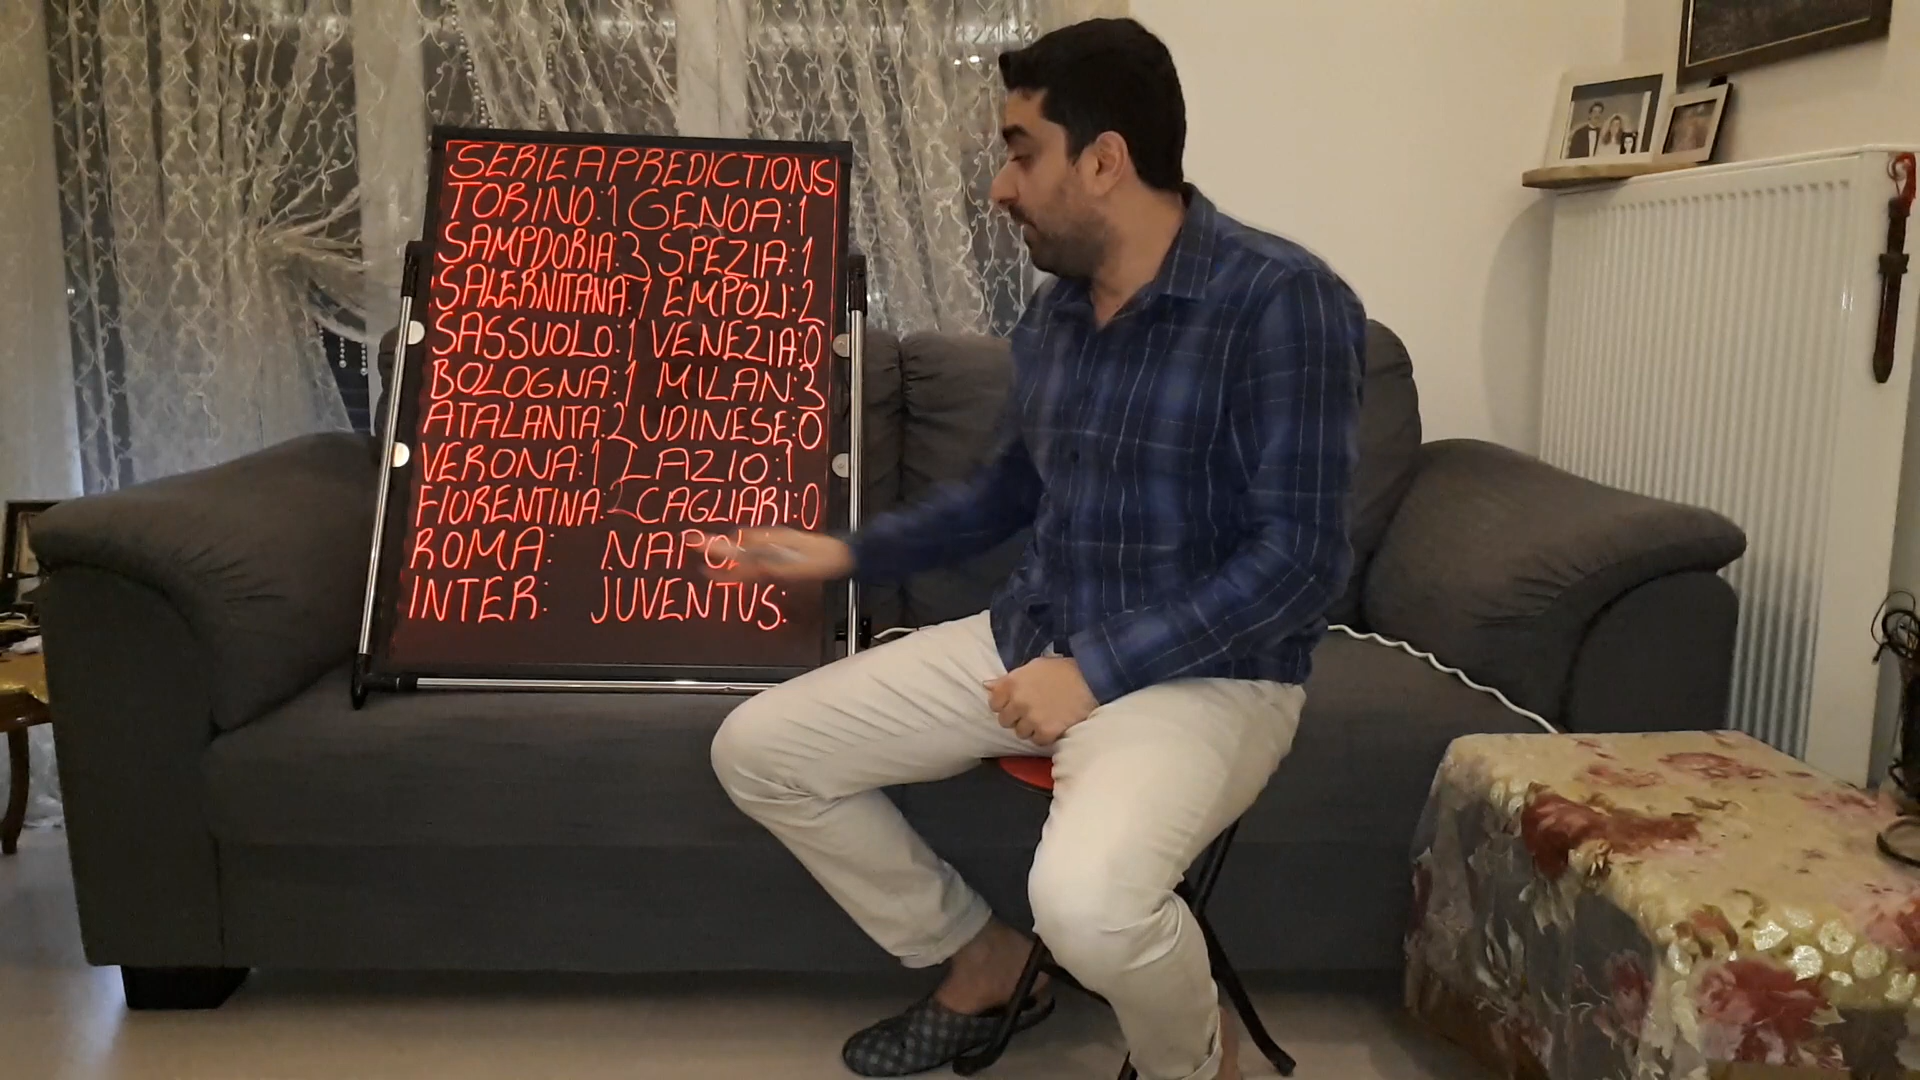 SERIE A PREDICTIONS
TORINO:1 GENOA:1
SAMPDORIA:3 SPEZIA:1
SALERNITANA:1 EMPOLI:2
SASSUOLO:1 VENEZIA:0
BOLOGNA:1 MILAN:3
ATALANTA:2 UDINESE:0
VERONA:1 LAZIO:1
FIORENTINA:2 CAGLIARI:0
ROMA:
INTER: JUVENTUS: